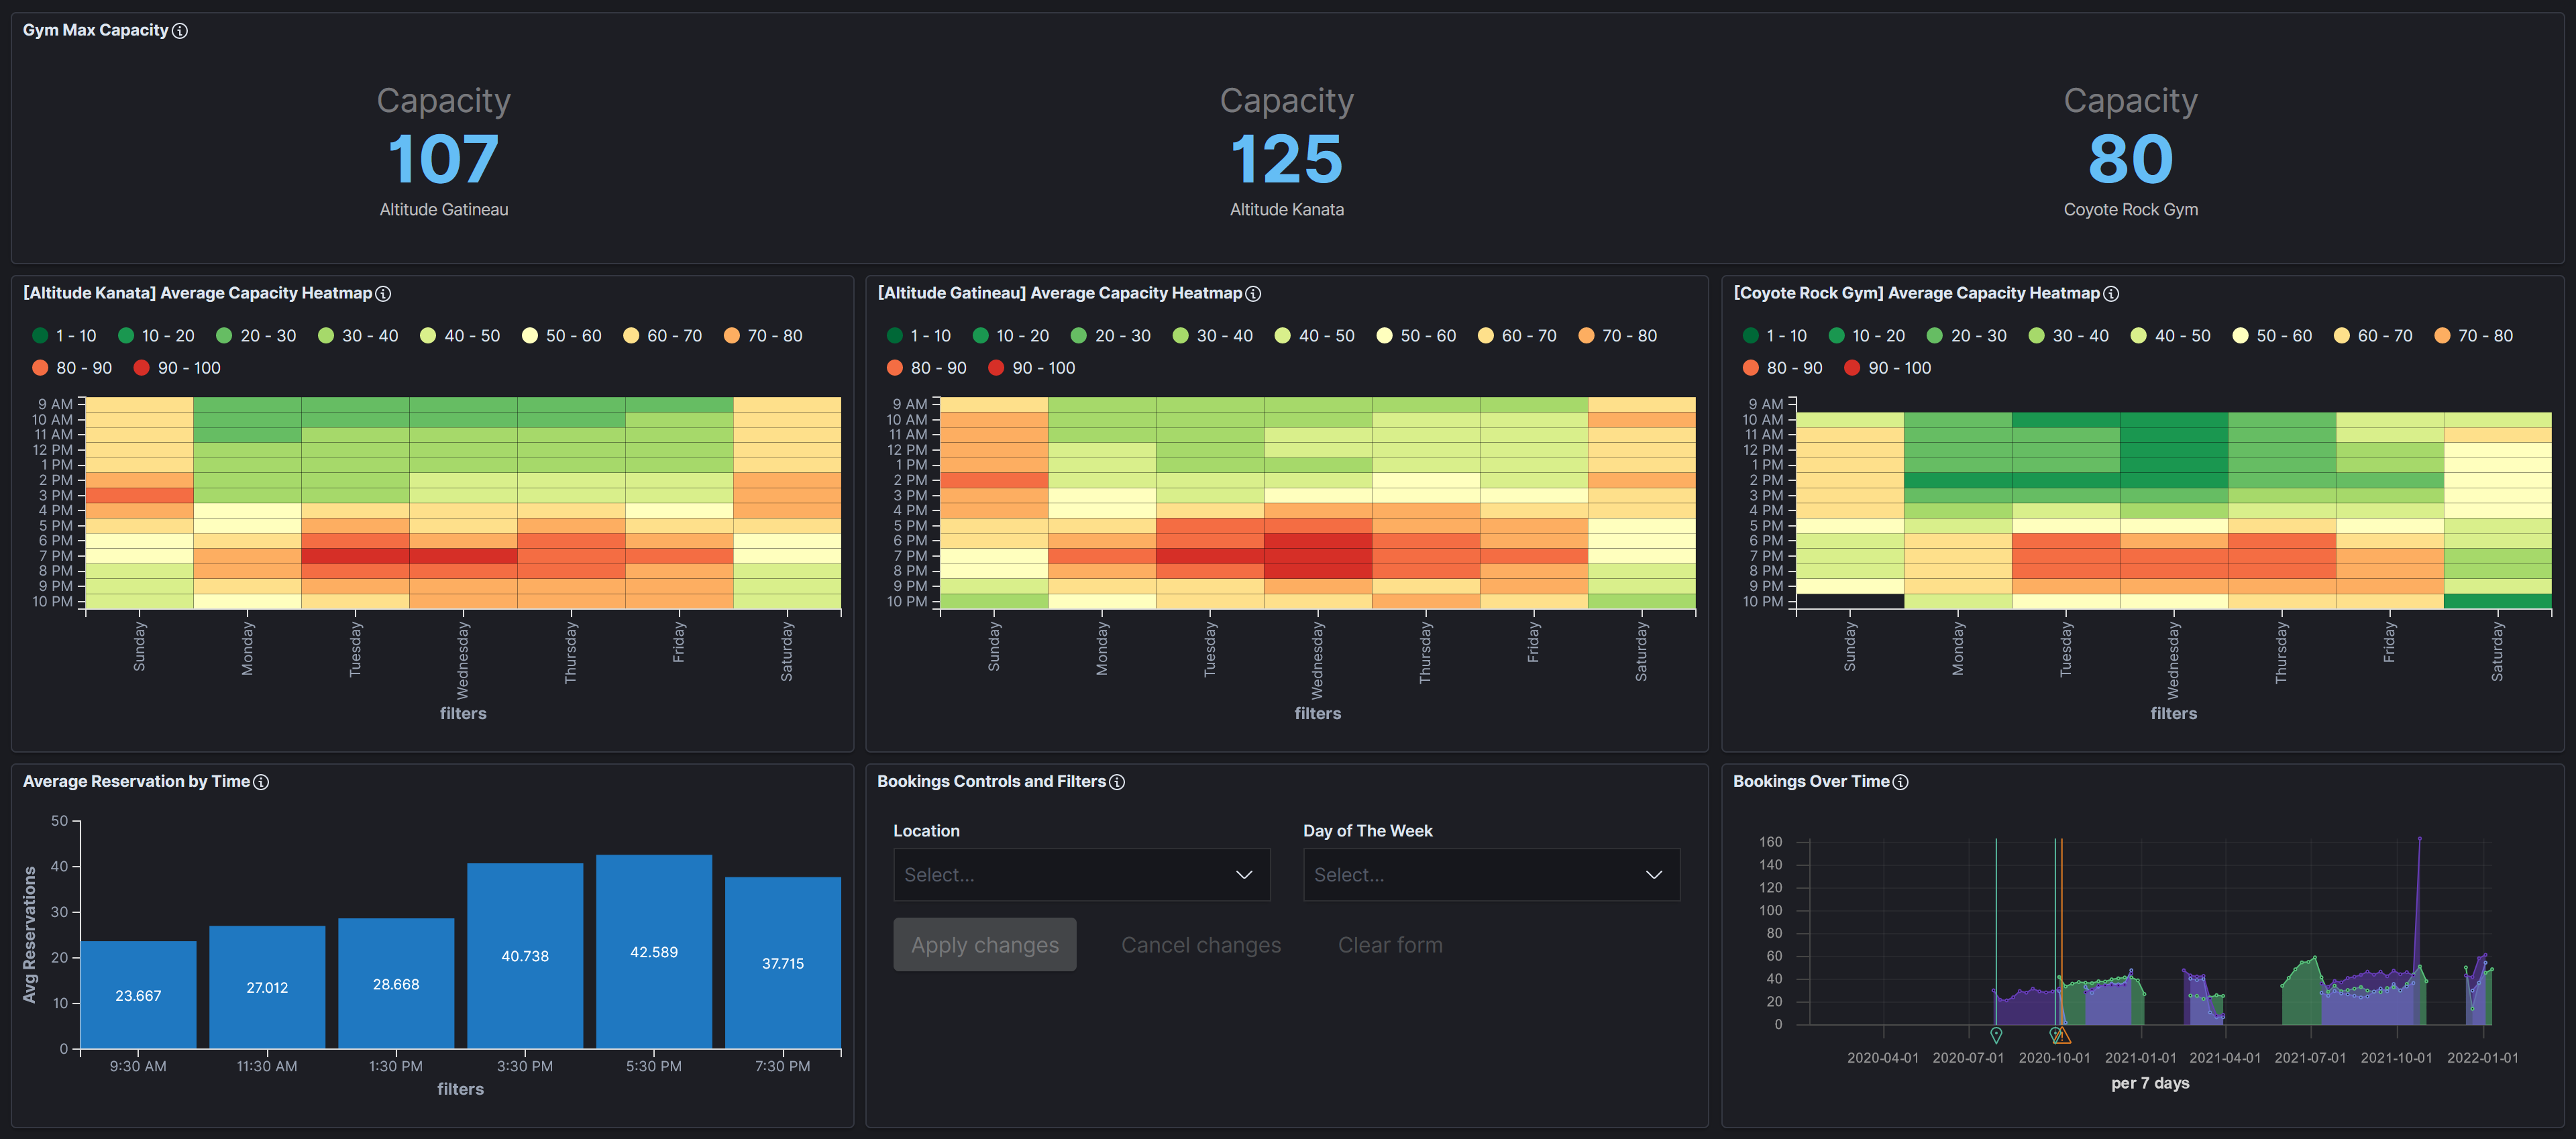 Gym Max Capacity
Capacity
107
Altitude Gatineau
Capacity
125
Altitude Kanata
Capacity
80
Coyote Rock Gym
[Altitude Kanata] Average Capacity Heatmap
1 - 10 10 - 20 20 - 30 30 - 40 40 - 50 50 - 60 60 - 70 70 - 80
80 - 90 90 - 100
9 AM
10 AM
11 AM
12 PM
1 PM
2 PM
3 PM
4 PM
5 PM
6 PM
7 PM
8 PM
9 PM
10 PM
Sunday
Monday
Tuesday
Wednesday
Thursday
Friday
Saturday
filters
[Altitude Gatineau] Average Capacity Heatmap
1 - 10 10 - 20 20 - 30 30 - 40 40 - 50 50 - 60 60 - 70 70 - 80
80 - 90 90 - 100
9 AM
10 AM
11 AM
12 PM
1 PM
2 PM
3 PM
4 PM
5 PM
6 PM
7 PM
8 PM
9 PM
10 PM
Sunday
Monday
Tuesday
Wednesday
Thursday
Friday
Saturday
filters
[Coyote Rock Gym] Average Capacity Heatmap
1 - 10 10 - 20 20 - 30 30 - 40 40 - 50 50 - 60 60 - 70 70 - 80
80 - 90 90 - 100
9 AM
10 AM
11 AM
12 PM
1 PM
2 PM
3 PM
4 PM
5 PM
6 PM
7 PM
8 PM
9 PM
10 PM
Sunday
Monday
Tuesday
Wednesday
Thursday
Friday
Saturday
filters
Average Reservation by Time
Avg Reservations
50
40
30
20
10
0
23.667
27.012
28.668
40.738
42.589
37.715
9:30 AM 11:30 AM 1:30 PM 3:30 PM 5:30 PM 7:30 PM
filters
Bookings Controls and Filters
Location
Select...
Day of The Week
Select...
Apply changes Cancel changes Clear form
Bookings Over Time
160
140
120
100
80
60
40
20
0
2020-04-01 2020-07-01 2020-10-01 2021-01-01 2021-04-01 2021-07-01 2021-10-01 2022-01-01
per 7 days